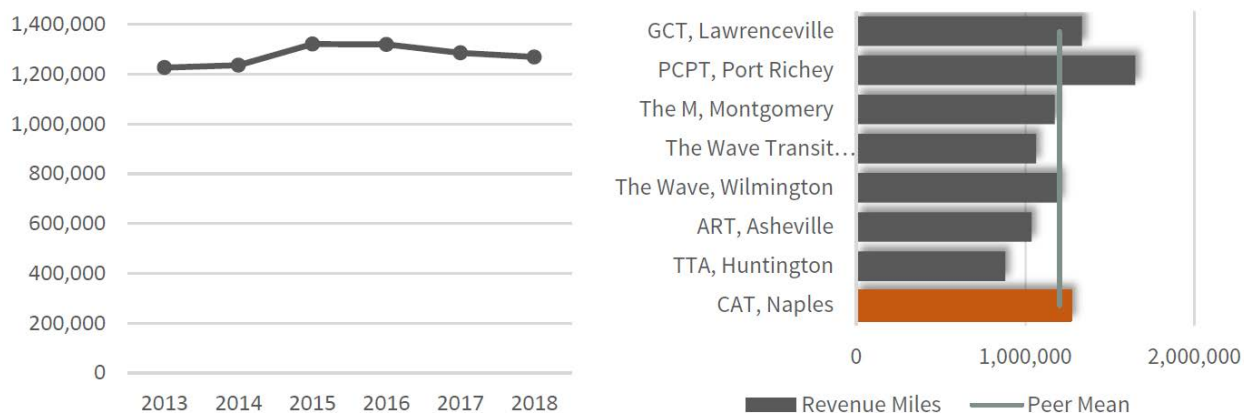 1,400,000
1,200,000
1,000,000
800,000
600,000
400,000
200,000
0
2013 2014 2015 2016 2017 2018
GCT, Lawrenceville
PCPT, Port Richey
The M, Montgomery
The Wave Transit…
The Wave, Wilmington
ART, Asheville
TTA, Huntington
CAT, Naples
0 1,000,000 2,000,000
Revenue Miles Peer Mean